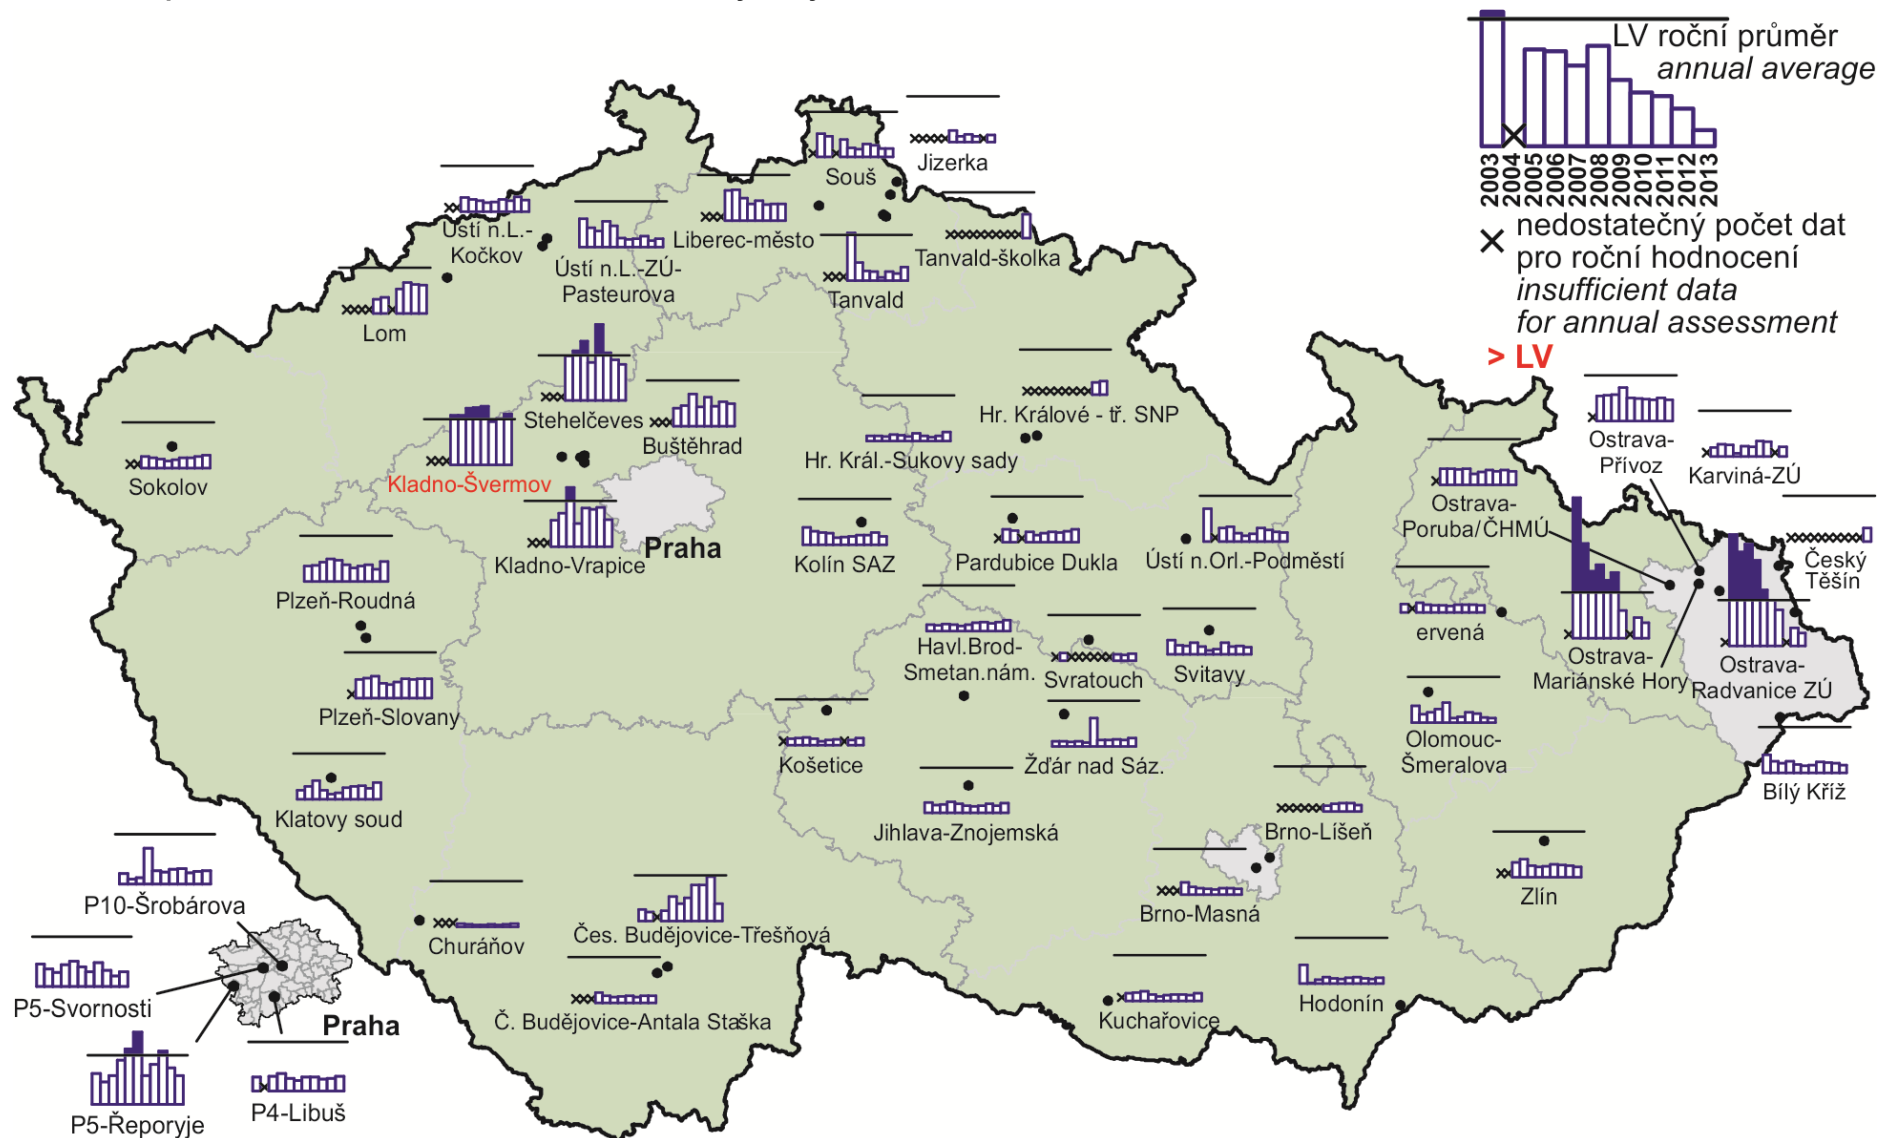 LV roční průměr
annual average
2003 2004 2005 2006 2007 2008 2009 2010 2011 2012 2013
× nedostatečný počet dat
pro roční hodnocení
insufficient data
for annual assessment
> LV
Jizerka
Souš
Ústí n.L.-
Kočkov
Liberec-město
Tanvald-školka
Ústí n.L.-ZÚ-
Pasteurova
Tanvald
Lom
Stehelčeves
Hr. Králové - tř. SNP
Buštěhrad
Ostrava-
Přívoz
Karviná-ZÚ
Hr. Král.-Sukovy sady
Sokolov
Kladno-Švermov
Ostrava-
Poruba/ČHMÚ
Praha
Kladno-Vrapice
Kolín SAZ
Pardubice Dukla
Ústí n.Orl.-Podměstí
Český
Těšín
Plzeň-Roudná
ervená
Havl.Brod-
Smetan.nám.
Svratouch
Svitavy
Ostrava-
Mariánské Hory
Ostrava-
Radvanice ZÚ
Plzeň-Slovany
Košetice
Žďár nad Sáz.
Olomouc-
Šmeralova
Bílý Kříž
Klatovy soud
Jihlava-Znojemská
Brno-Líšeň
P10-Šrobárova
Zlín
Brno-Masná
Churáňov
Čes. Budějovice-Třešňová
P5-Svornosti
Praha
Č. Budějovice-Antala Staška
Kuchařovice
Hodonín
P5-Řeporyje
P4-Libuš